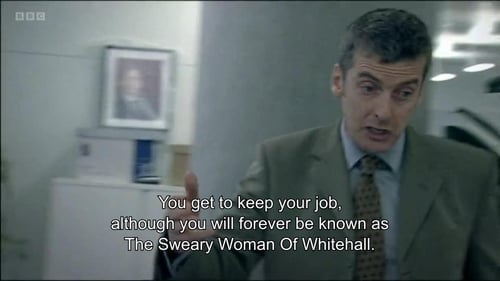 BBC
You get to keep your job,
although you will forever be known as
The Sweary Woman Of Whitehall.